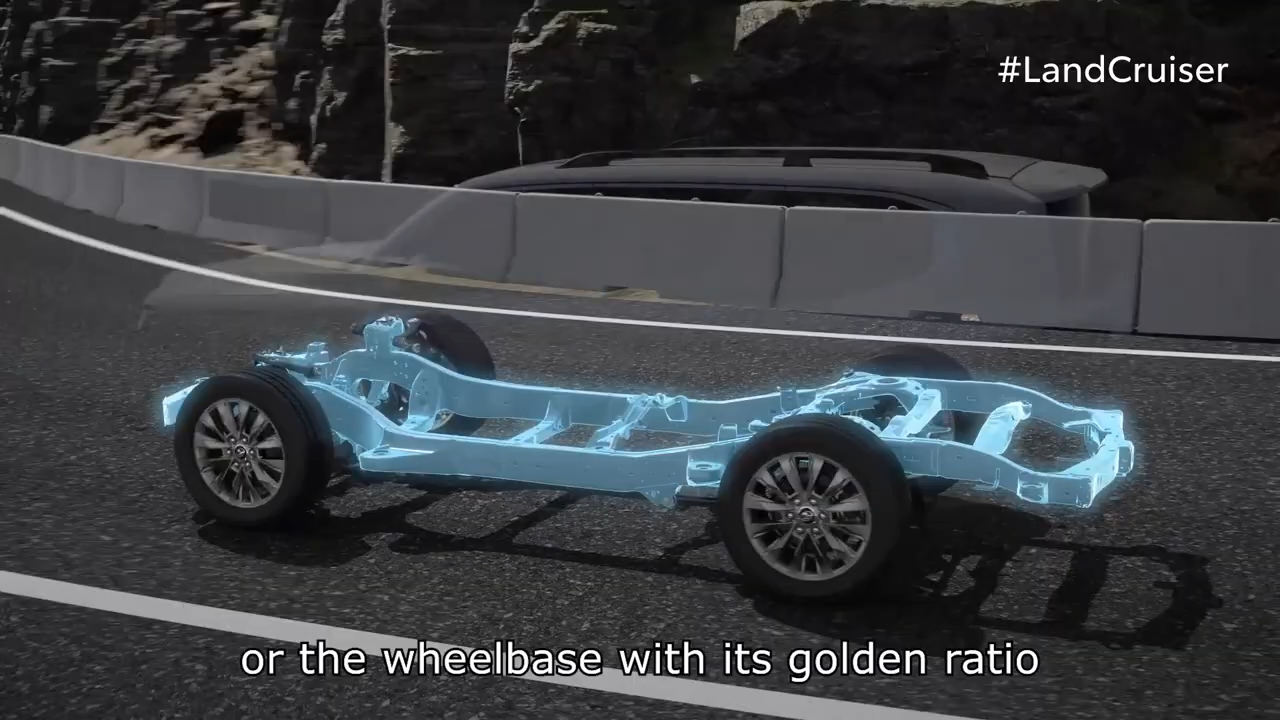 #LandCruiser
or the wheelbase with its golden ratio